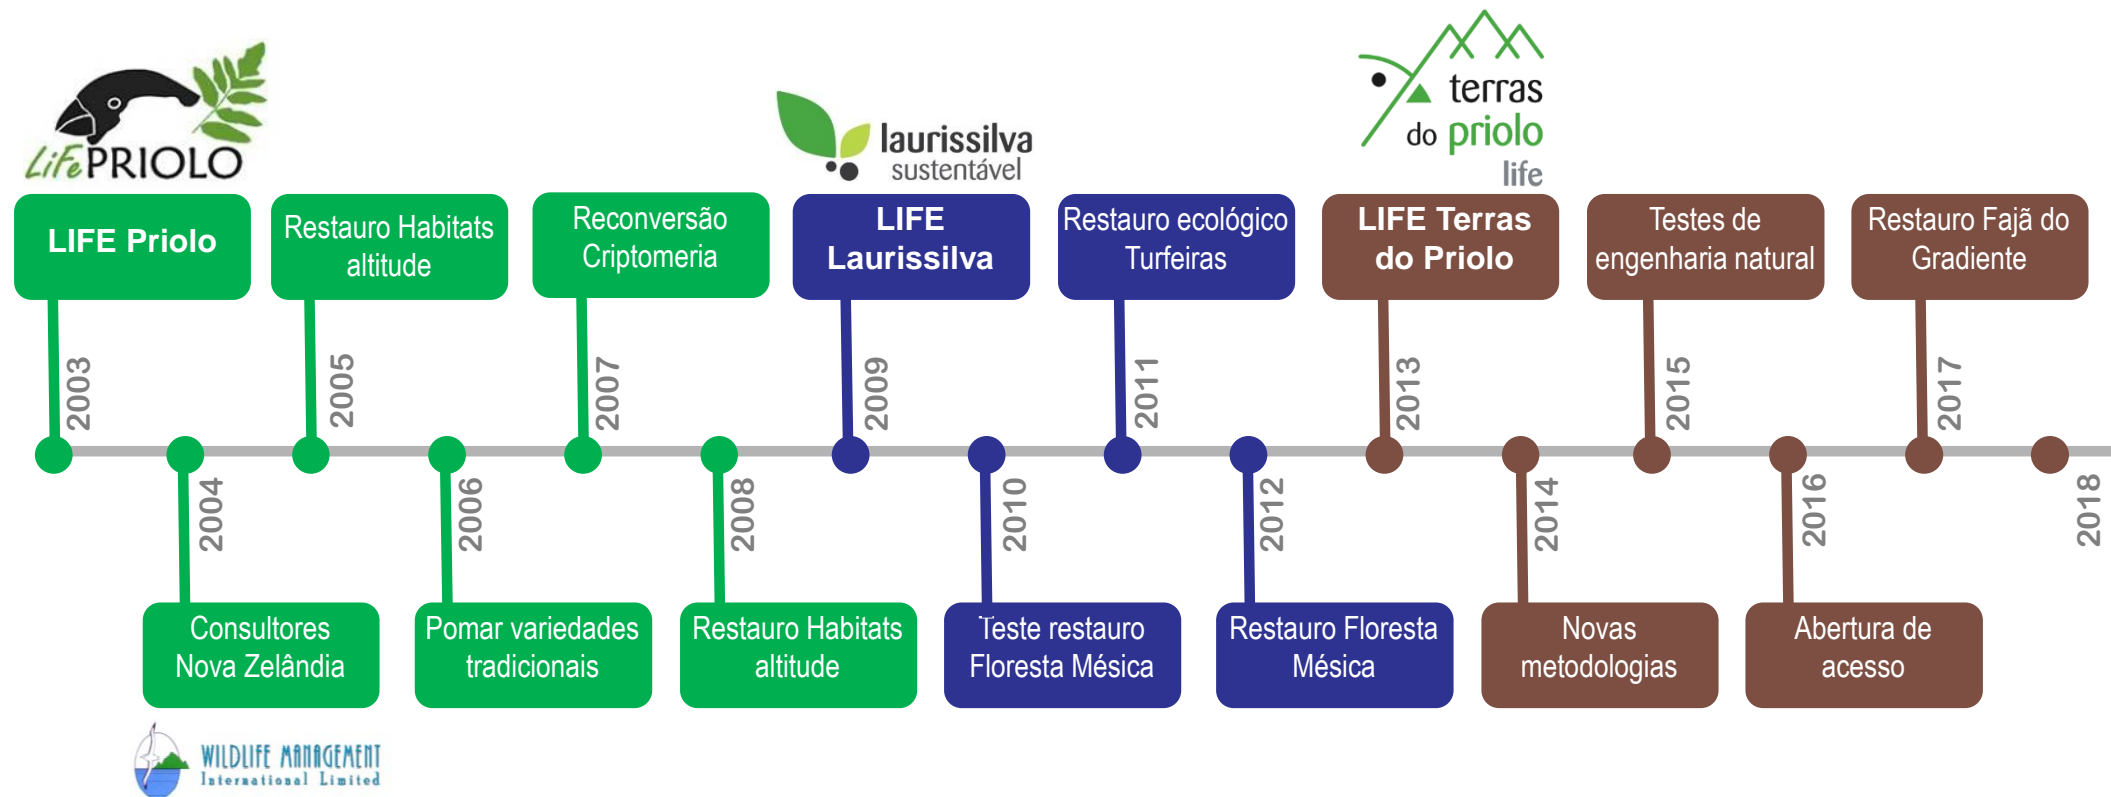 LiFePRIOLO
laurissilva
sustentável
terras
do priolo
life
LIFE Priolo
Restauro Habitats
altitude
Reconversão
Criptomeria
LIFE
Laurissilva
Restauro ecológico
Turfeiras
LIFE Terras
do Priolo
Testes de
engenharia natural
Restauro Fajã do
Gradiente
2003
2005
2007
2009
2011
2013
2015
2017
2004
2006
2008
2010
2012
2014
2016
2018
Consultores
Nova Zelândia
Pomar variedades
tradicionais
Restauro Habitats
altitude
Teste restauro
Floresta Mésica
Restauro Floresta
Mésica
Novas
metodologias
Abertura de
acesso
WILDLIFE MANAGEMENT
International Limited